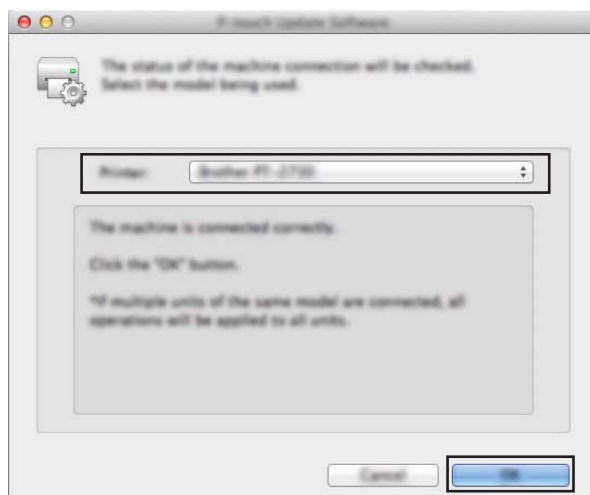 P-touch Update Software
The status of the machine connection will be checked.
Select the model being used.
Printer:
Brother PT-2730
The machine is connected correctly.
Click the "OK" button.
*If multiple units of the same model are connected, all
operations will be applied to all units.
Cancel
OK